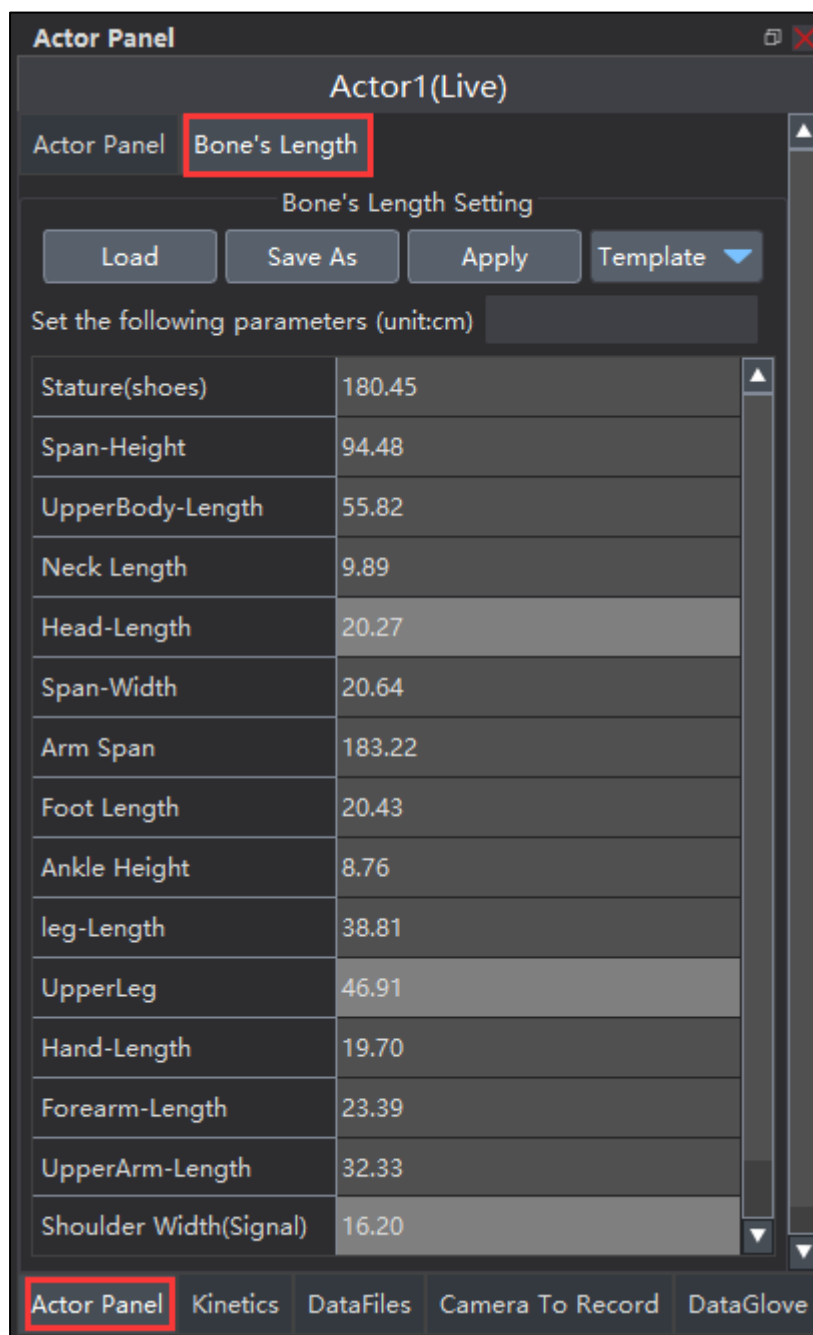 Actor Panel
Actor1(Live)
Actor Panel Bone's Length
Bone's Length Setting
Load Save As Apply Template
Set the following parameters (unit:cm)
Stature(shoes) 180.45
Span-Height 94.48
UpperBody-Length 55.82
Neck Length 9.89
Head-Length 20.27
Span-Width 20.64
Arm Span 183.22
Foot Length 20.43
Ankle Height 8.76
leg-Length 38.81
UpperLeg 46.91
Hand-Length 19.70
Forearm-Length 23.39
UpperArm-Length 32.33
Shoulder Width(Signal) 16.20
Actor Panel Kinetics DataFiles Camera To Record DataGlove